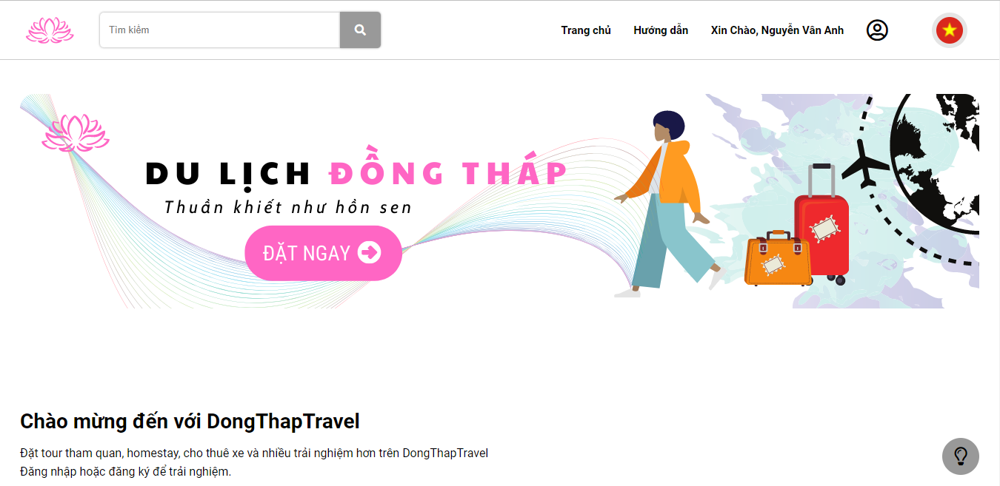 Tìm kiếm
Trang chủ
Hướng dẫn
Xin Chào, Nguyễn Vân Anh
DU LỊCH ĐỒNG THÁP
Thuần khiết như hồn sen
ĐẶT NGAY
Chào mừng đến với DongThapTravel
Đặt tour tham quan, homestay, cho thuê xe và nhiều trải nghiệm hơn trên DongThapTravel
Đăng nhập hoặc đăng ký để trải nghiệm.